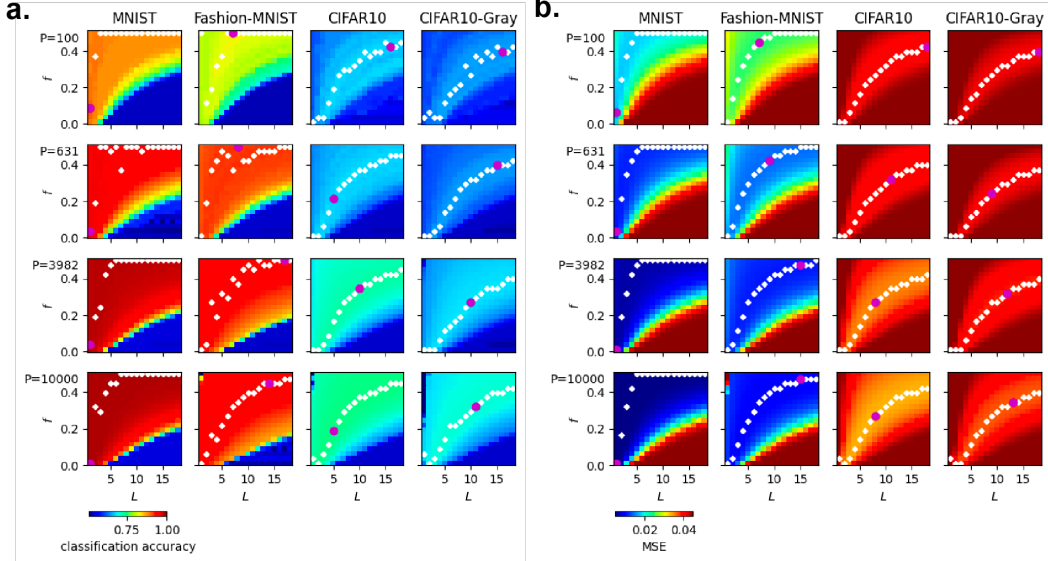 a.
MNIST Fashion-MNIST CIFAR10 CIFAR10-Gray
P=100
0.4
f
0.2
0.0
P=631
0.4
f
0.2
0.0
P=3982
0.4
f
0.2
0.0
P=10000
0.4
f
0.2
0.0
5 10 15 5 10 15 5 10 15 5 10 15
L L L L
0.75 1.00
classification accuracy
b.
MNIST Fashion-MNIST CIFAR10 CIFAR10-Gray
P=100
0.4
f
0.2
0.0
P=631
0.4
f
0.2
0.0
P=3982
0.4
f
0.2
0.0
P=10000
0.4
f
0.2
0.0
5 10 15 5 10 15 5 10 15 5 10 15
L L L L
0.02 0.04
MSE